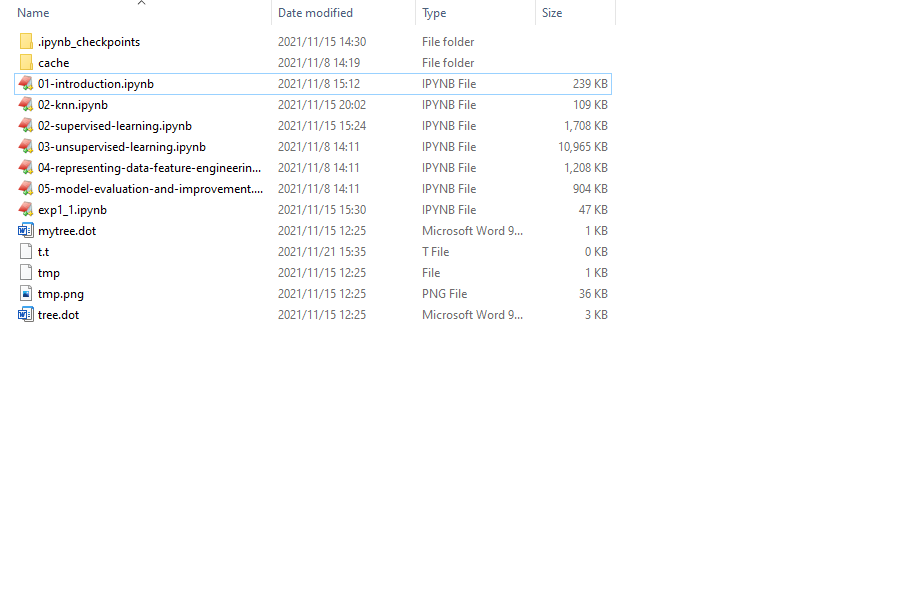 Name Date modified Type Size
.ipynb_checkpoints 2021/11/15 14:30 File folder
cache 2021/11/8 14:19 File folder
01-introduction.ipynb 2021/11/8 15:12 IPYNB File 239 KB
02-knn.ipynb 2021/11/15 20:02 IPYNB File 109 KB
02-supervised-learning.ipynb 2021/11/15 15:24 IPYNB File 1,708 KB
03-unsupervised-learning.ipynb 2021/11/8 14:11 IPYNB File 10,965 KB
04-representing-data-feature-engineerin... 2021/11/8 14:11 IPYNB File 1,208 KB
05-model-evaluation-and-improvement.... 2021/11/8 14:11 IPYNB File 904 KB
exp1_1.ipynb 2021/11/15 15:30 IPYNB File 47 KB
mytree.dot 2021/11/15 12:25 Microsoft Word 9... 1 KB
t.t 2021/11/21 15:35 T File 0 KB
tmp 2021/11/15 12:25 File 1 KB
tmp.png 2021/11/15 12:25 PNG File 36 KB
tree.dot 2021/11/15 12:25 Microsoft Word 9... 3 KB